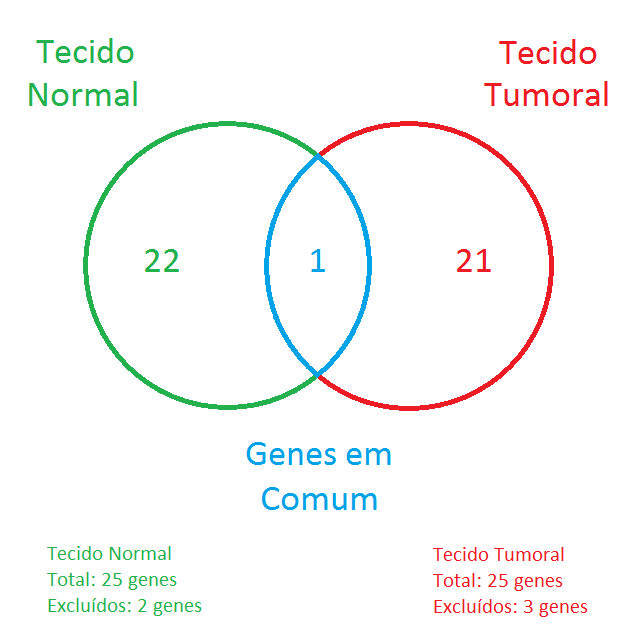 Tecido
Normal
Tecido
Tumoral
22
1
21
Genes em
Comum
Tecido Normal
Total: 25 genes
Excluídos: 2 genes
Tecido Tumoral
Total: 25 genes
Excluídos: 3 genes